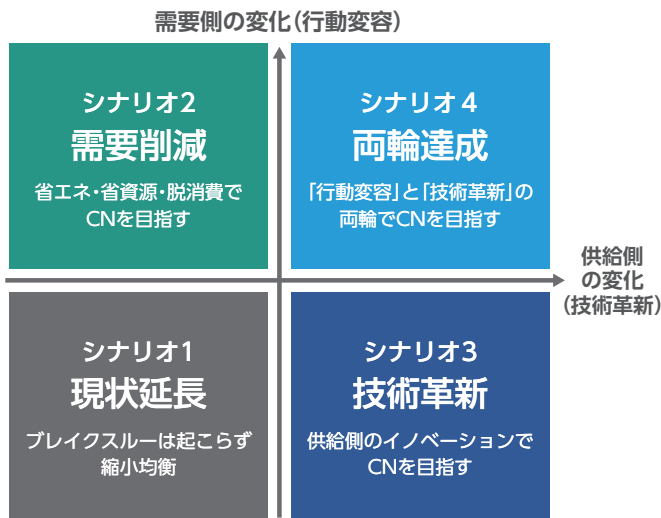 需要側の変化(行動変容)
シナリオ2
需要削減
省エネ・省資源・脱消費で
CNを目指す
シナリオ4
両輪達成
「行動変容」と「技術革新」の
両輪でCNを目指す
供給側
の変化
(技術革新)
シナリオ1
現状延長
ブレイクスルーは起こらず
縮小均衡
シナリオ3
技術革新
供給側のイノベーションで
CNを目指す